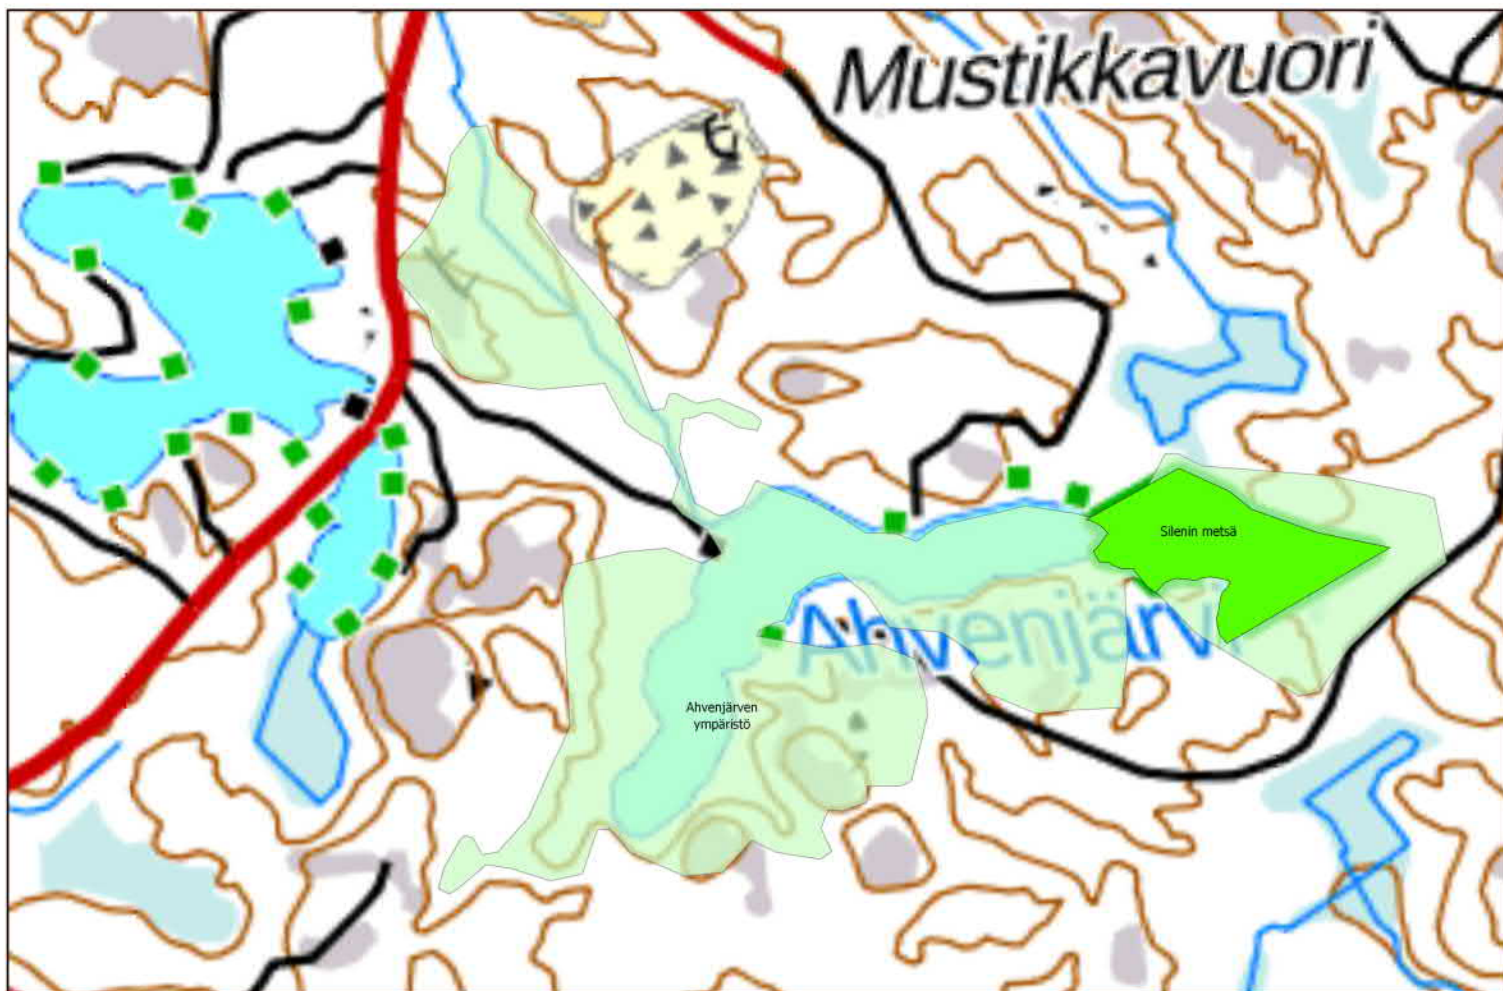 Mustikkavuori
Silenin metsä
Ahvenjärvi
Ahvenjärven
ympäristö